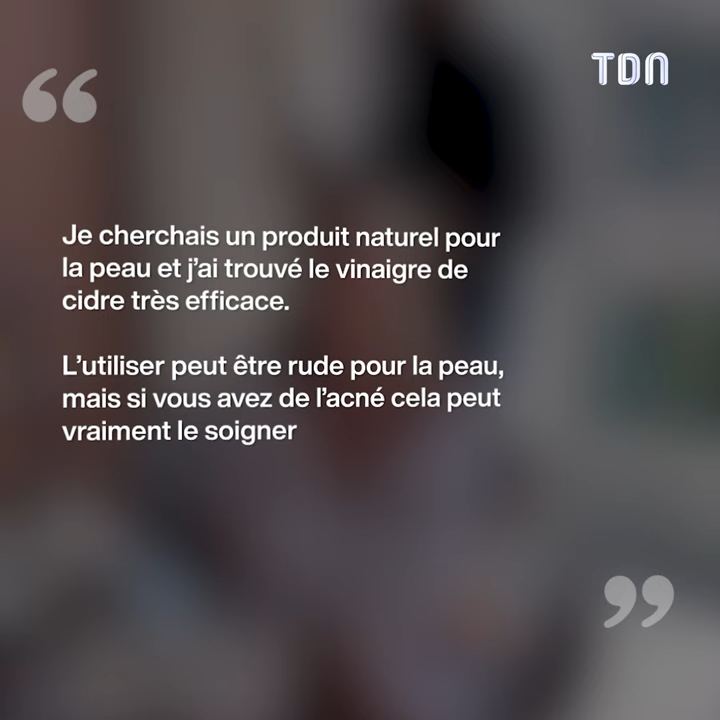 TDN
“
Je cherchais un produit naturel pour
la peau et j’ai trouvé le vinaigre de
cidre très efficace.
L’utiliser peut être rude pour la peau,
mais si vous avez de l’acné cela peut
vraiment le soigner
”